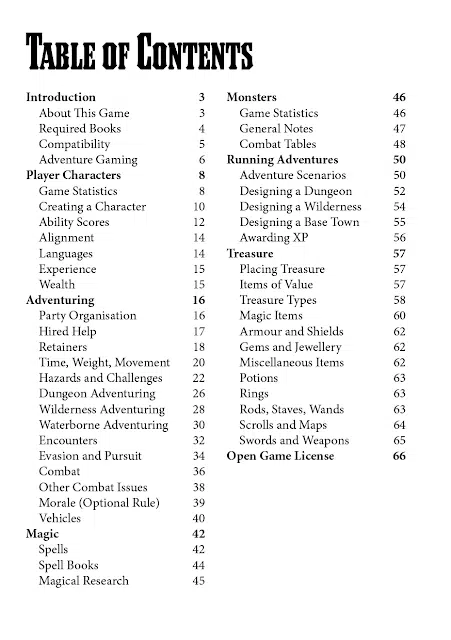 Table of Contents
Introduction 3
About This Game 3
Required Books 4
Compatibility 5
Adventure Gaming 6
Player Characters 8
Game Statistics 8
Creating a Character 10
Ability Scores 12
Alignment 14
Languages 14
Experience 15
Wealth 15
Adventuring 16
Party Organisation 16
Hired Help 17
Retainers 18
Time, Weight, Movement 20
Hazards and Challenges 22
Dungeon Adventuring 26
Wilderness Adventuring 28
Waterborne Adventuring 30
Encounters 32
Evasion and Pursuit 34
Combat 36
Other Combat Issues 38
Morale (Optional Rule) 39
Vehicles 40
Magic 42
Spells 42
Spell Books 44
Magical Research 45
Monsters 46
Game Statistics 46
General Notes 47
Combat Tables 48
Running Adventures 50
Adventure Scenarios 50
Designing a Dungeon 52
Designing a Wilderness 54
Designing a Base Town 55
Awarding XP 56
Treasure 57
Placing Treasure 57
Items of Value 57
Treasure Types 58
Magic Items 60
Armour and Shields 62
Gems and Jewellery 62
Miscellaneous Items 62
Potions 63
Rings 63
Rods, Staves, Wands 63
Scrolls and Maps 64
Swords and Weapons 65
Open Game License 66